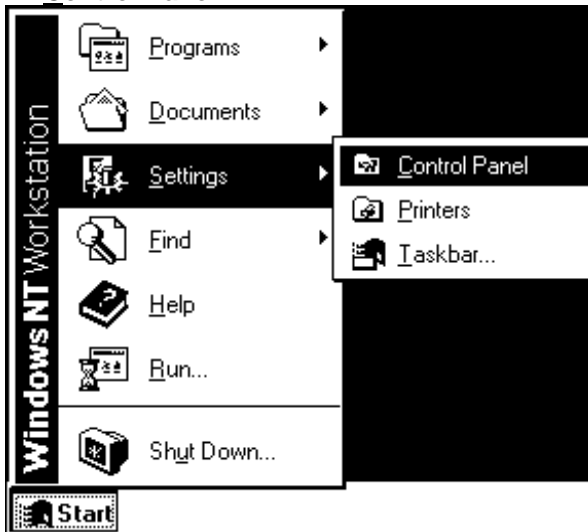 Programs
Documents
Settings
Find
Help
Run...
Shut Down...
Control Panel
Printers
Taskbar...
Windows NT Workstation
Start